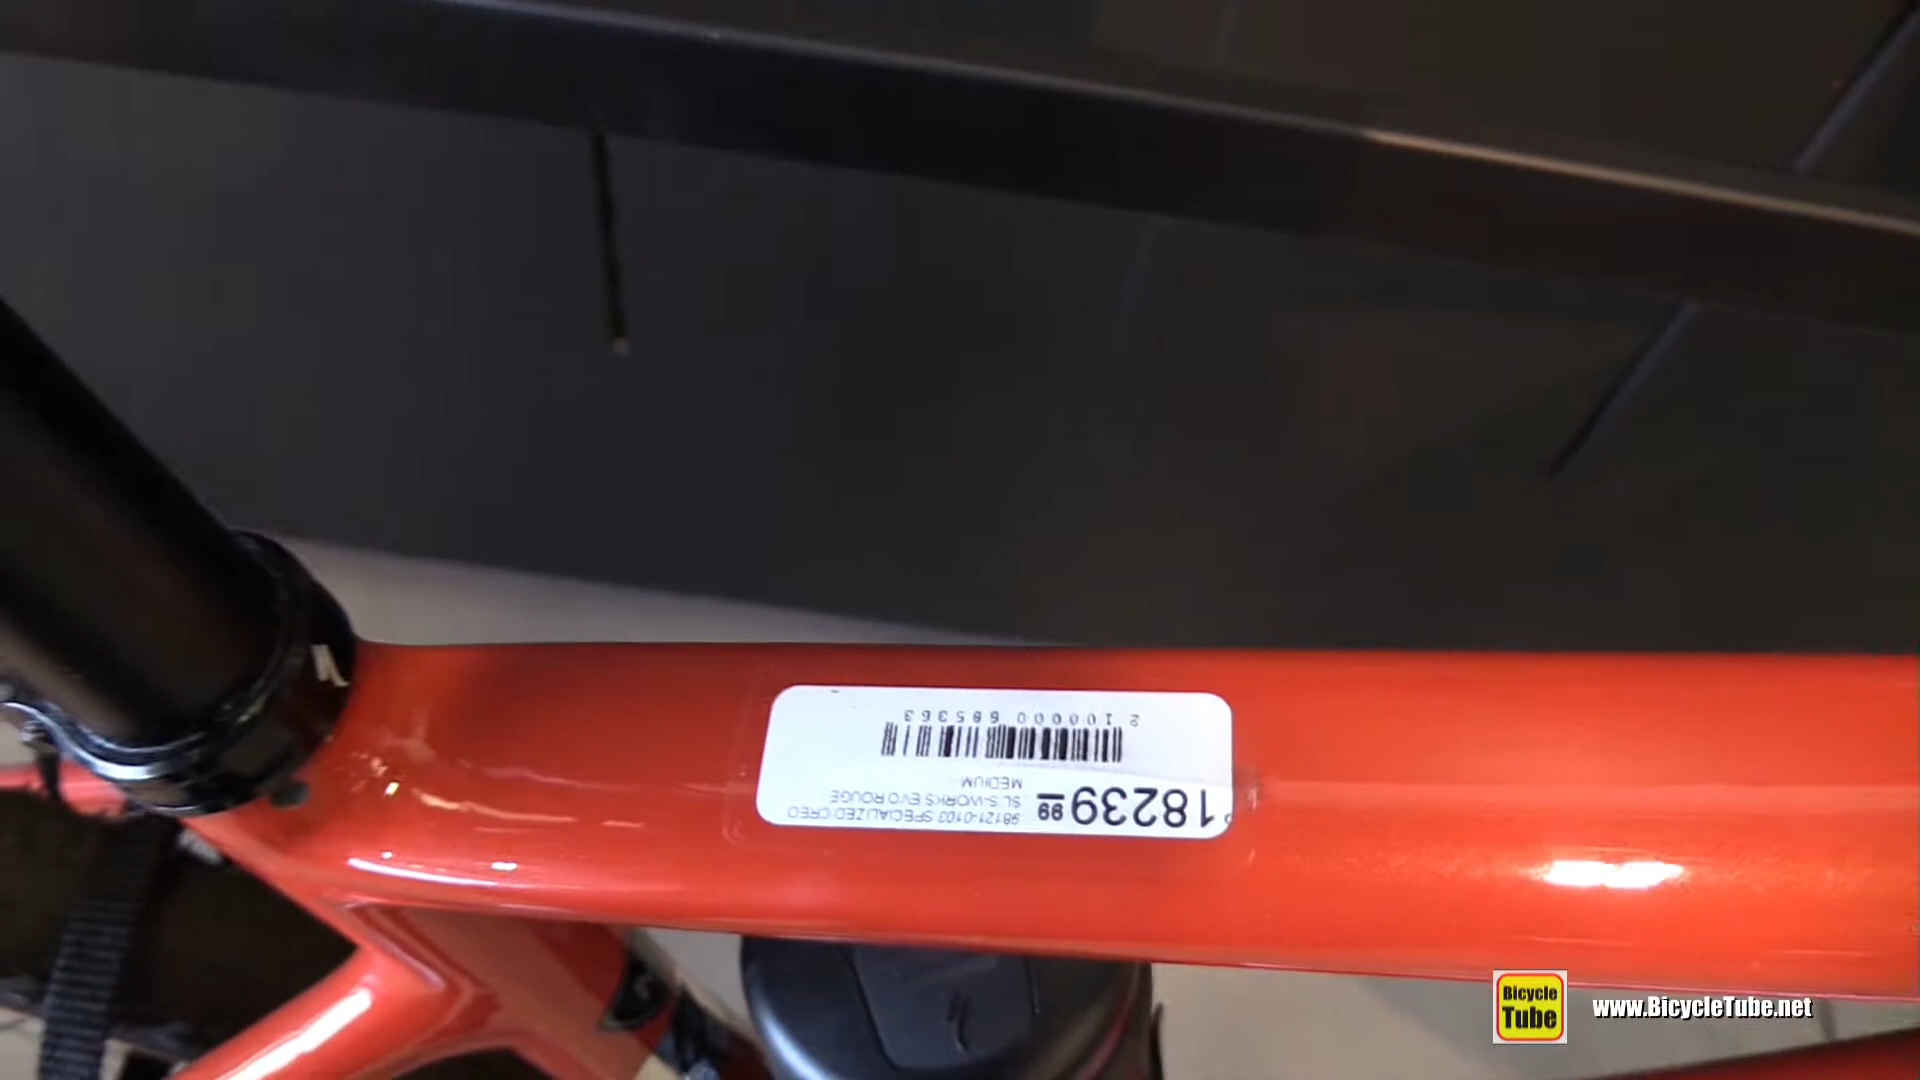 98121-0103 SPECIALIZED CREO
SL S-WORKS EVO ROUGE
MEDIUM
18239 99
2 100000 685363
Bicycle
Tube
www.BicycleTube.net